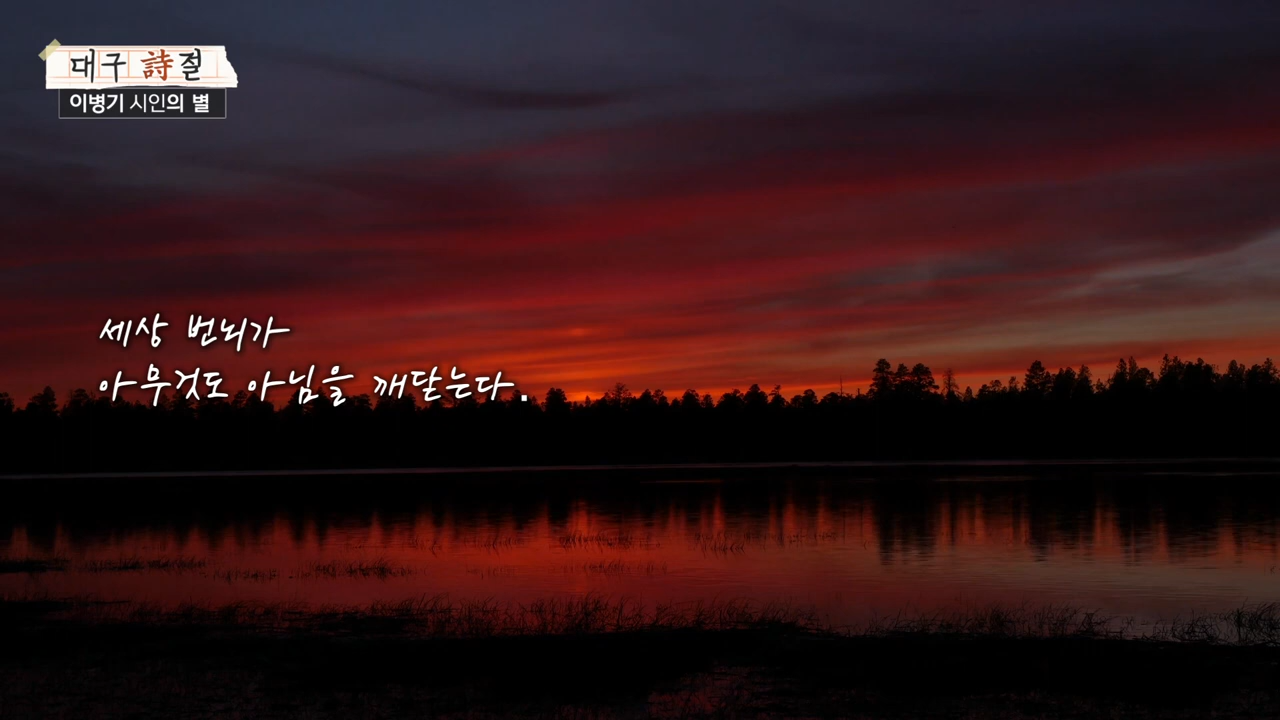 대구 詩절
이병기 시인의 별
세상 번뇌가
아무것도 아님을 깨닫는다.